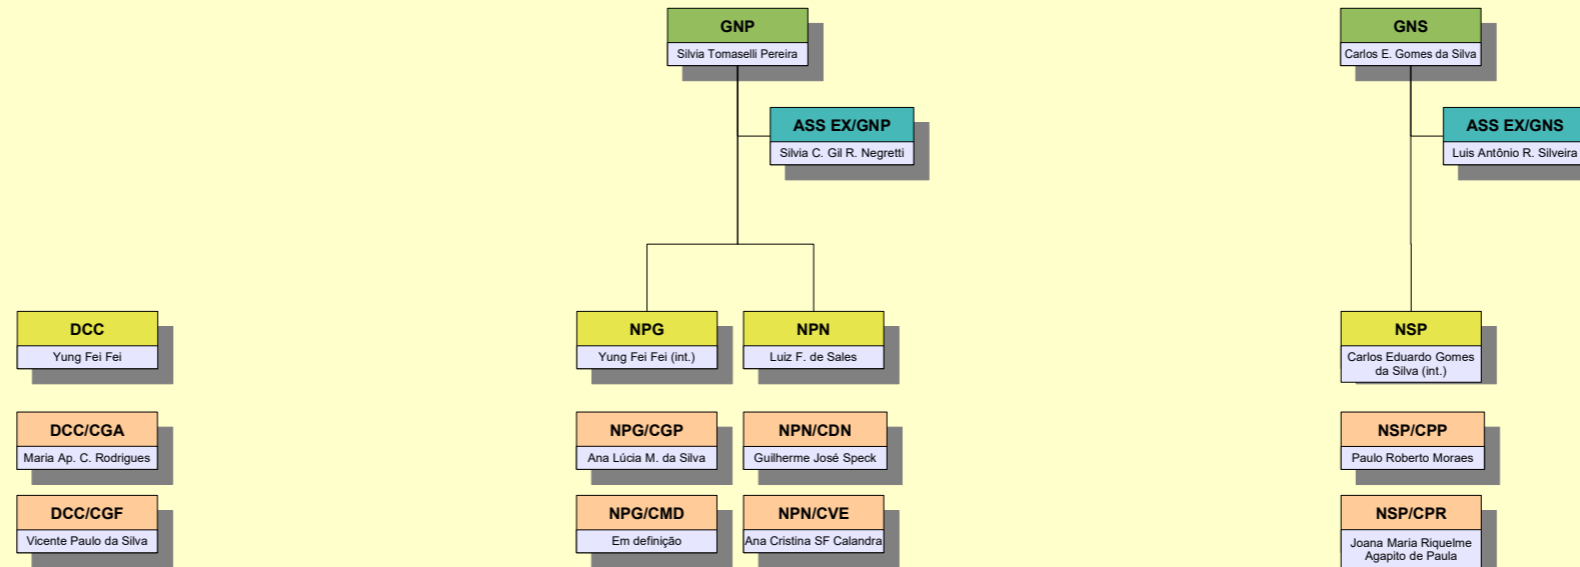 GNP
Silvia Tomaselli Pereira
GNS
Carlos E. Gomes da Silva
ASS EX/GNP
Silvia C. Gil R. Negretti
ASS EX/GNS
Luis Antônio R. Silveira
DCC
Yung Fei Fei
NPG
Yung Fei Fei (int.)
NPN
Luiz F. de Sales
NSP
Carlos Eduardo Gomes
da Silva (int.)
DCC/CGA
Maria Ap. C. Rodrigues
NPG/CGP
Ana Lúcia M. da Silva
NPN/CDN
Guilherme José Speck
NSP/CPP
Paulo Roberto Moraes
DCC/CGF
Vicente Paulo da Silva
NPG/CMD
Em definição
NPN/CVE
Ana Cristina SF Calandra
NSP/CPR
Joana Maria Riquelme
Agapito de Paula